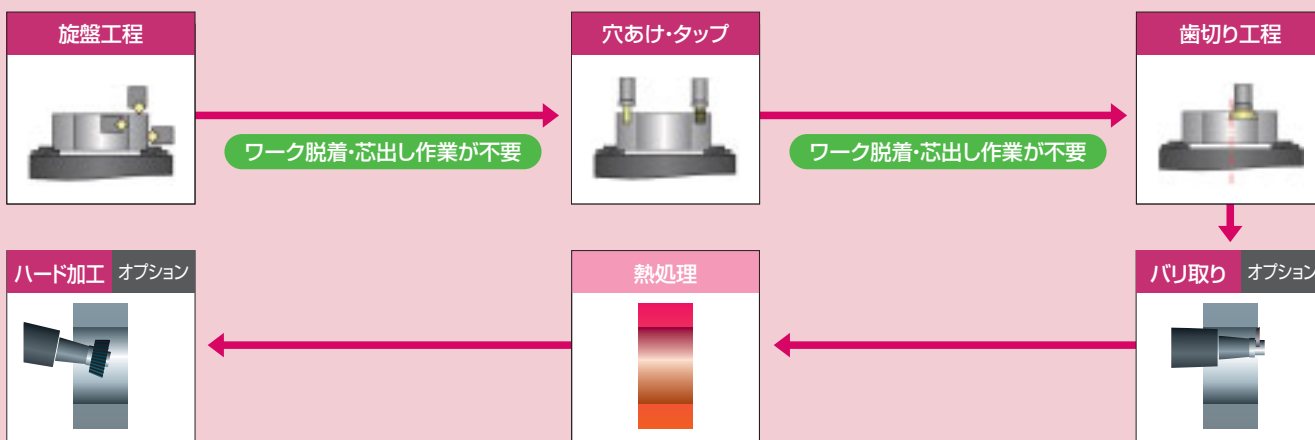 旋盤工程
穴あけ・タップ
歯切り工程
ワーク脱着・芯出し作業が不要
ワーク脱着・芯出し作業が不要
ハード加工 オプション
熱処理
バリ取り オプション